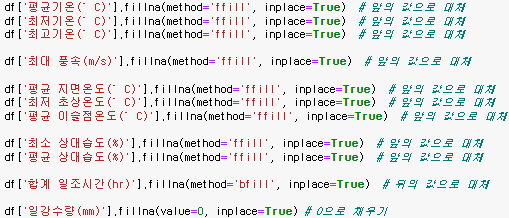 df['평균기온(°C)'].fillna(method='ffill', inplace=True)  # 앞의 값으로 대체
df['최저기온(°C)'].fillna(method='ffill', inplace=True)  # 앞의 값으로 대체
df['최고기온(°C)'].fillna(method='ffill', inplace=True)  # 앞의 값으로 대체
df['최대 풍속(m/s)'].fillna(method='ffill', inplace=True)  # 앞의 값으로 대체
df['평균 지면온도(°C)'].fillna(method='ffill', inplace=True)  # 앞의 값으로 대체
df['최저 초상온도(°C)'].fillna(method='ffill', inplace=True)  # 앞의 값으로 대체
df['평균 이슬점온도(°C)'].fillna(method='ffill', inplace=True)  # 앞의 값으로 대체
df['최소 상대습도(%)'].fillna(method='ffill', inplace=True)  # 앞의 값으로 대체
df['평균 상대습도(%)'].fillna(method='ffill', inplace=True)  # 앞의 값으로 대체
df['합계 일조시간(hr)'].fillna(method='bfill', inplace=True)  # 뒤의 값으로 대체
df['일강수량(mm)'].fillna(value=0, inplace=True) # 0으로 채우기